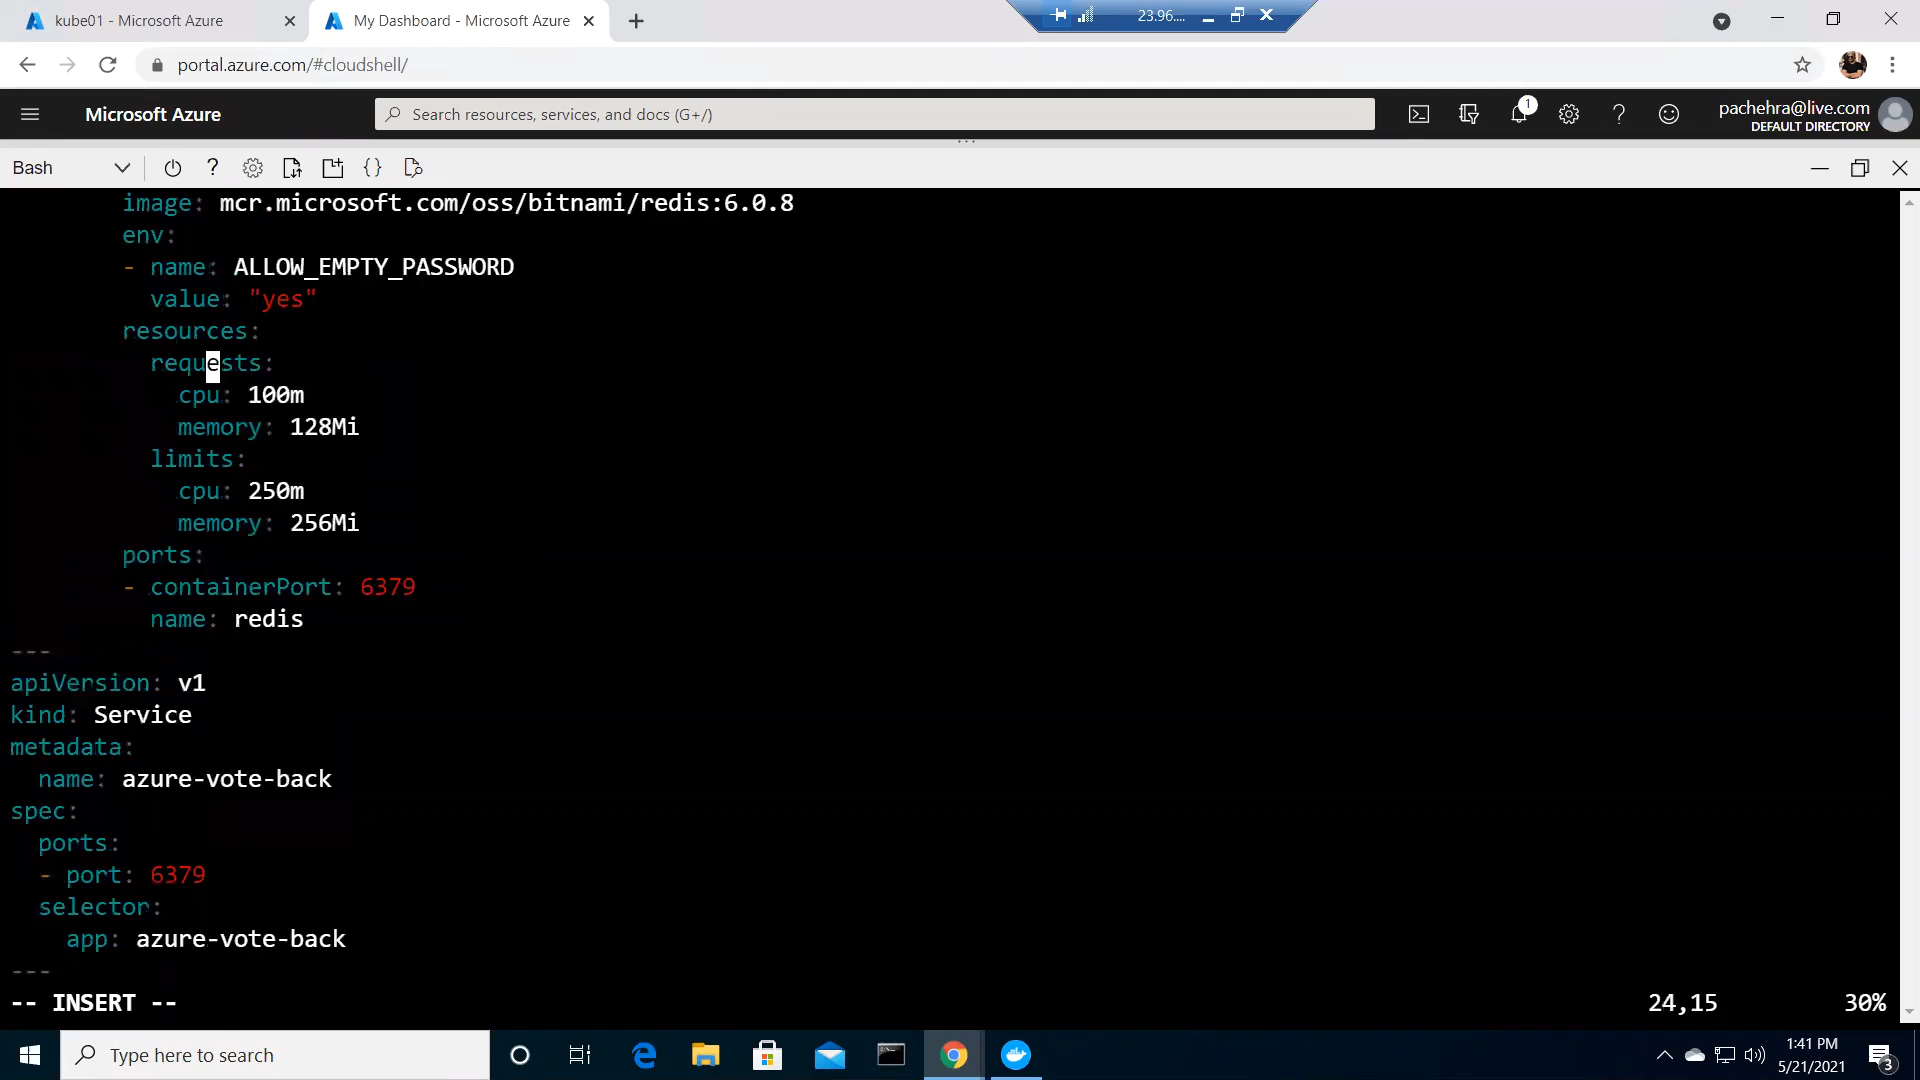 kube01 - Microsoft Azure
My Dashboard - Microsoft Azure
23.96....
portal.azure.com/#cloudshell/
Microsoft Azure
Search resources, services, and docs (G+/)
1
pachehra@live.com
DEFAULT DIRECTORY
Bash
image: mcr.microsoft.com/oss/bitnami/redis:6.0.8
env:
- name: ALLOW_EMPTY_PASSWORD
value: "yes"
resources:
requests:
cpu: 100m
memory: 128Mi
limits:
cpu: 250m
memory: 256Mi
ports:
- containerPort: 6379
name: redis
---
apiVersion: v1
kind: Service
metadata:
name: azure-vote-back
spec:
ports:
- port: 6379
selector:
app: azure-vote-back
---
-- INSERT --
24,15
30%
Type here to search
1:41 PM
5/21/2021
3